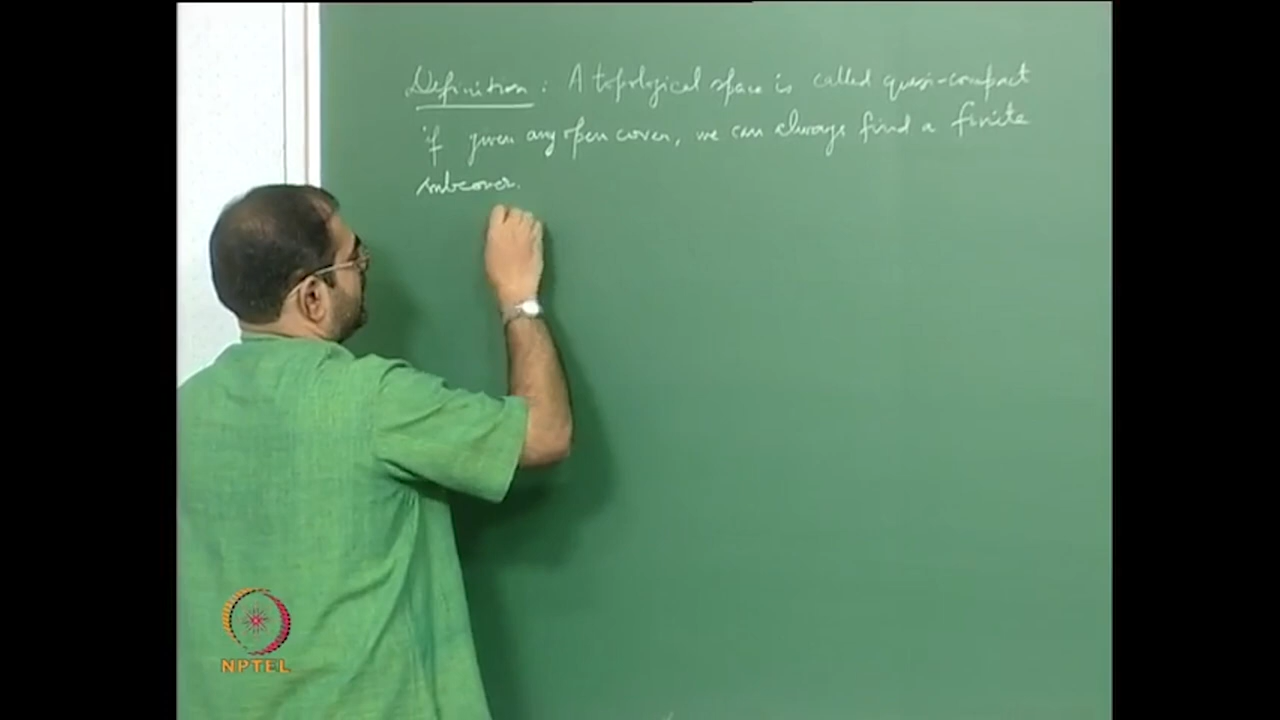 Definition : A topological space is called quasi-compact
if given any open cover, we can always find a finite
subcover.
NPTEL